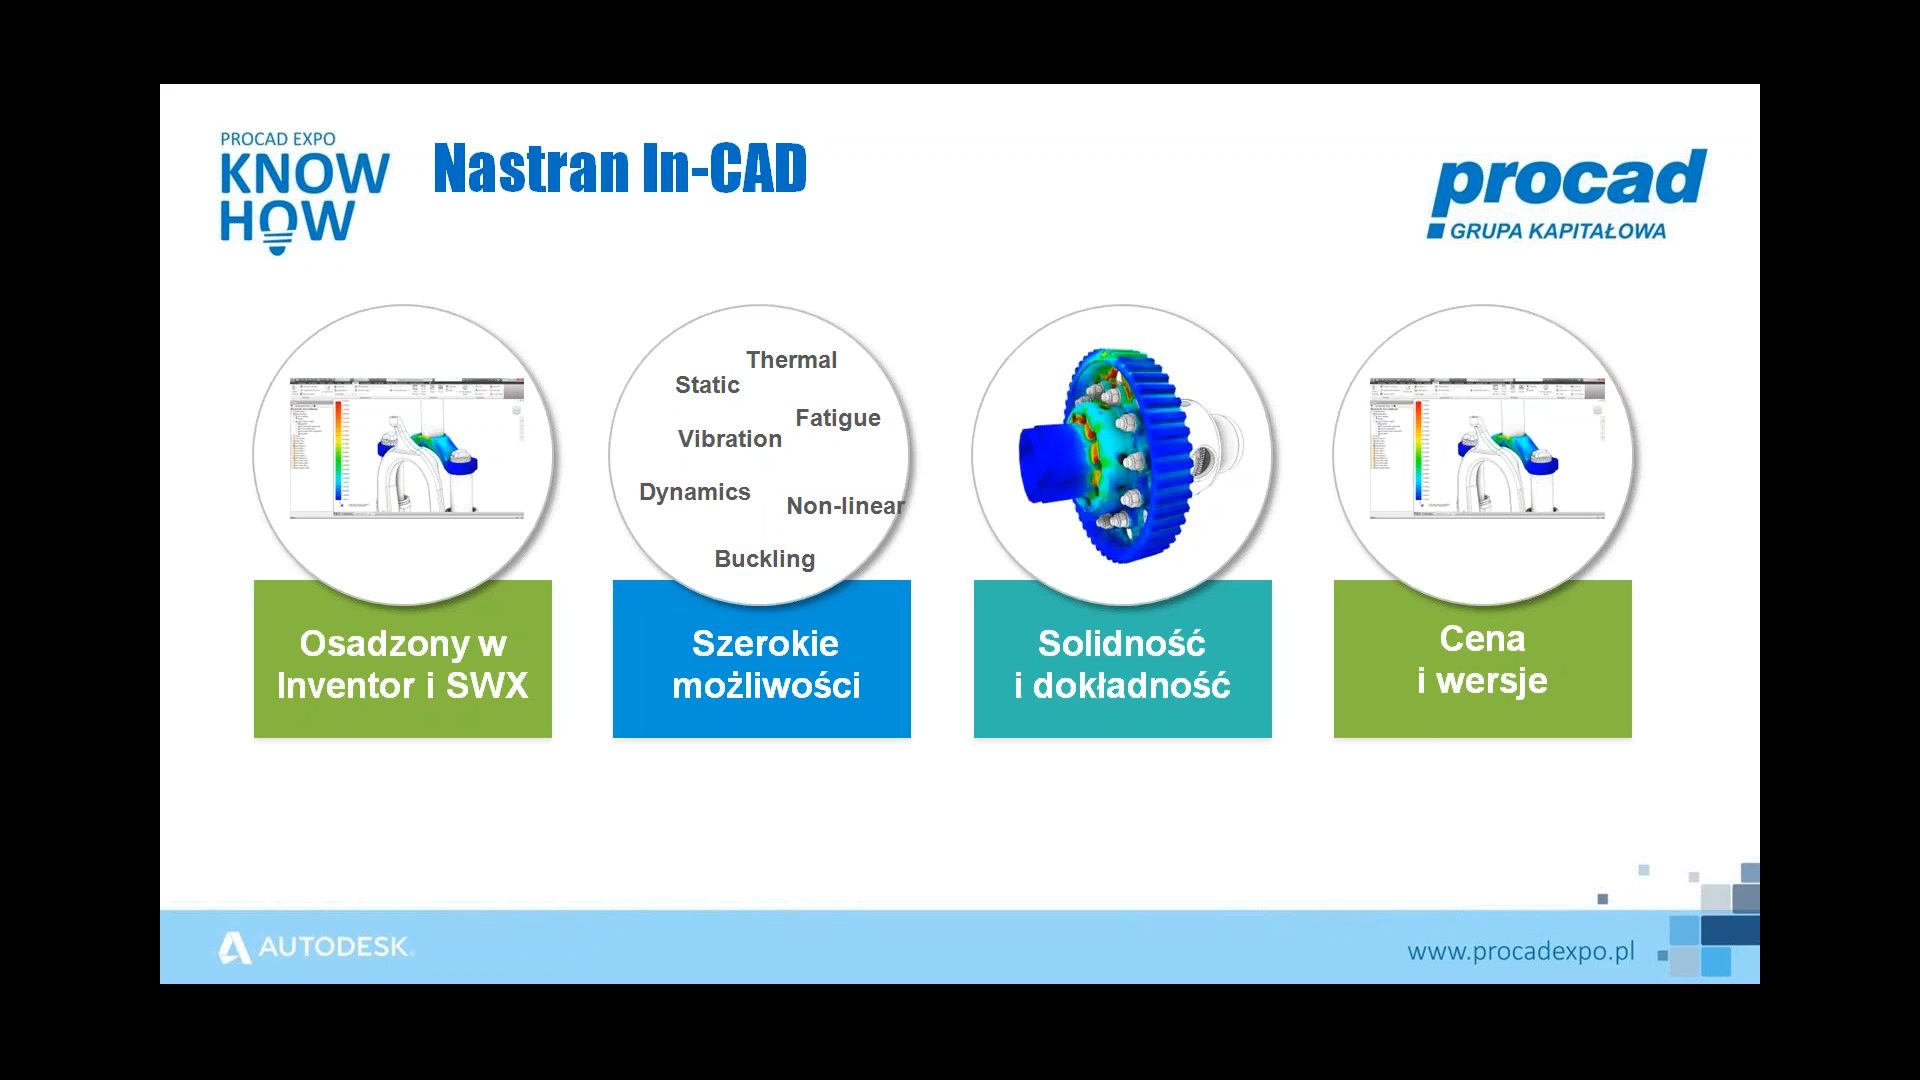 PROCAD EXPO
KNOW
HOW
Nastran In-CAD
procad
GRUPA KAPITAŁOWA
Thermal
Static
Fatigue
Vibration
Dynamics
Non-linear
Buckling
Osadzony w
Inventor i SWX
Szerokie
możliwości
Solidność
i dokładność
Cena
i wersje
AUTODESK
www.procadexpo.pl